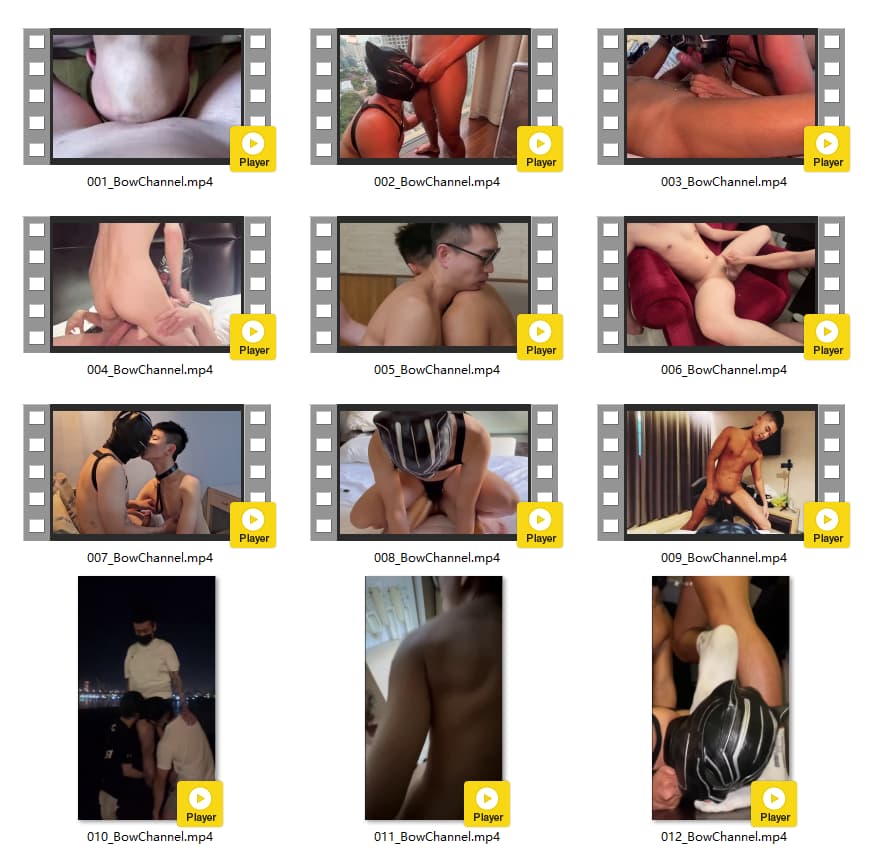 Player
Player
Player
001_BowChannel.mp4
002_BowChannel.mp4
003_BowChannel.mp4
Player
Player
Player
004_BowChannel.mp4
005_BowChannel.mp4
006_BowChannel.mp4
Player
Player
Player
007_BowChannel.mp4
008_BowChannel.mp4
009_BowChannel.mp4
Player
Player
Player
010_BowChannel.mp4
011_BowChannel.mp4
012_BowChannel.mp4